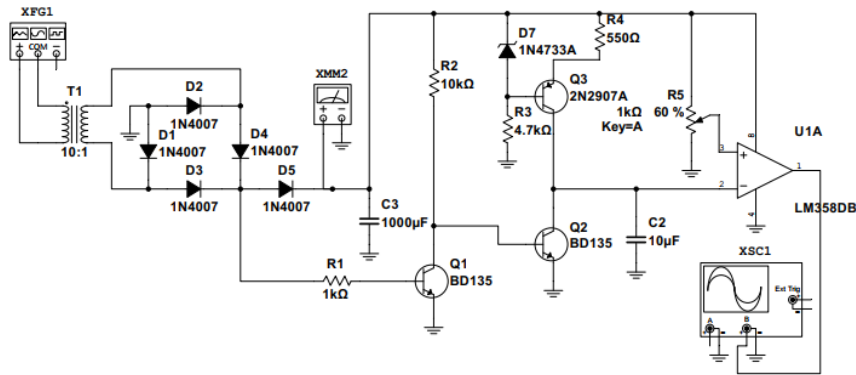 XFG1
+ COM −
T1
10:1
D2
1N4007
D1
1N4007
D4
1N4007
D3
1N4007
D5
1N4007
XMM2
+ −
C3
1000µF
R1
1kΩ
R2
10kΩ
Q1
BD135
D7
1N4733A
R3
4.7kΩ
R4
550Ω
Q3
2N2907A
1kΩ
Key=A
R5
60 %
Q2
BD135
C2
10µF
U1A
3
2
8
4
1
+
−
LM358DB
XSC1
Ext Trig
+
−
A
B
+ −
+ −